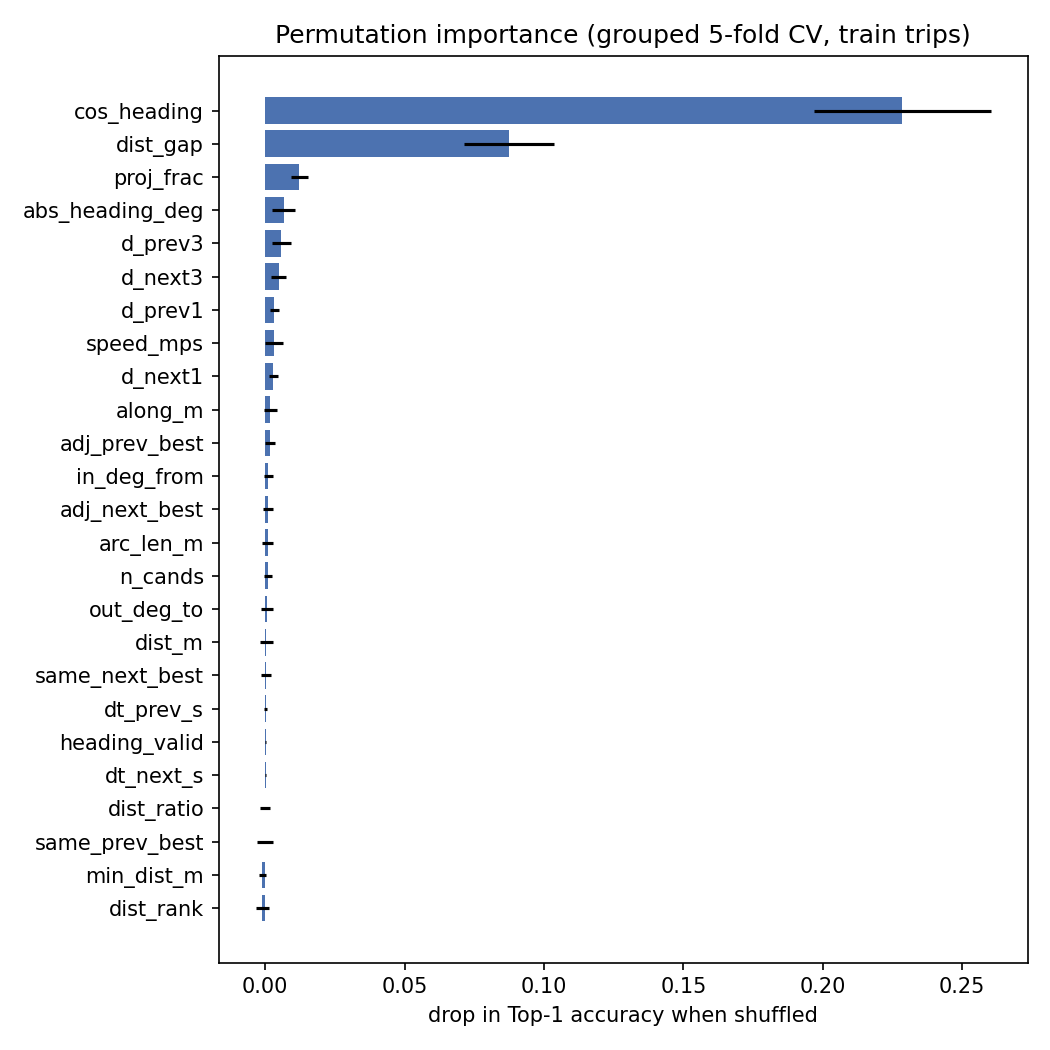 Permutation importance (grouped 5-fold CV, train trips)
cos_heading
dist_gap
proj_frac
abs_heading_deg
d_prev3
d_next3
d_prev1
speed_mps
d_next1
along_m
adj_prev_best
in_deg_from
adj_next_best
arc_len_m
n_cands
out_deg_to
dist_m
same_next_best
dt_prev_s
heading_valid
dt_next_s
dist_ratio
same_prev_best
min_dist_m
dist_rank
0.00 0.05 0.10 0.15 0.20 0.25
drop in Top-1 accuracy when shuffled